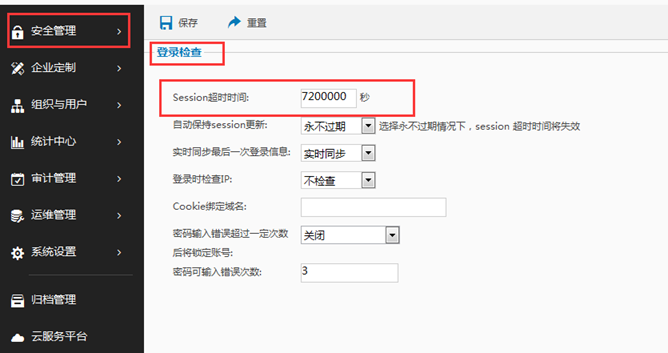 安全管理
企业定制
组织与用户
统计中心
审计管理
运维管理
系统设置
归档管理
云服务平台
保存 重置
登录检查
Session超时时间: 7200000 秒
自动保持session更新: 永不过期 选择永不过期情况下，session 超时时间将失效
实时同步最后一次登录信息: 实时同步
登录时检查IP: 不检查
Cookie绑定域名:
密码输入错误超过一定次数 关闭
后将锁定账号:
密码可输入错误次数: 3